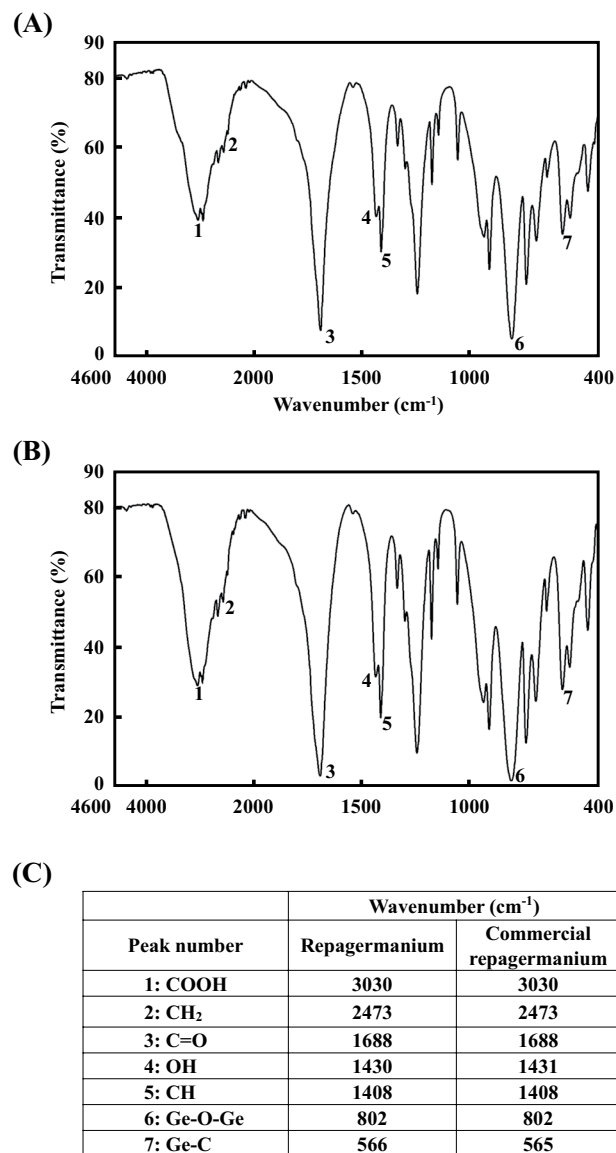 (A)
90
80
60
40
20
0
Transmittance (%)
1
2
3
4
5
6
7
4600 4000 2000 1500 1000 400
Wavenumber (cm-1)
(B)
90
80
60
40
20
0
Transmittance (%)
1
2
3
4
5
6
7
4600 4000 2000 1500 1000 400
Wavenumber (cm-1)
(C)
Wavenumber (cm-1)
Peak number Repagermanium Commercial
repagermanium
1: COOH 3030 3030
2: CH2 2473 2473
3: C=O 1688 1688
4: OH 1430 1431
5: CH 1408 1408
6: Ge-O-Ge 802 802
7: Ge-C 566 565